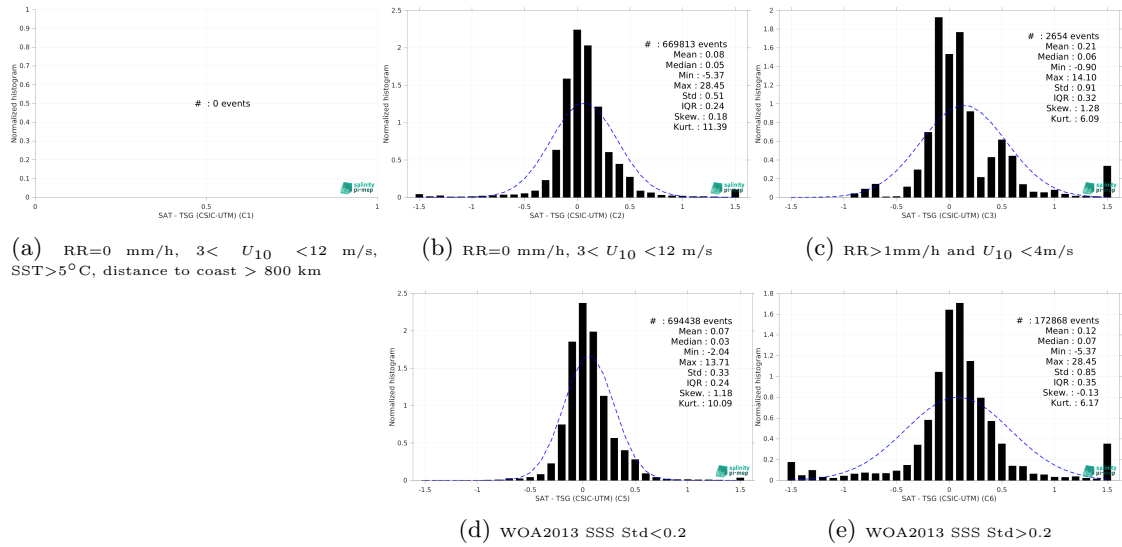 1
0.9
0.8
0.7
0.6
0.5
0.4
0.3
0.2
0.1
0
Normalized histogram
# : 0 events
salinity
pi-mep
0 0.5 1
SAT - TSG (CSIC-UTM) (C1)
(a) RR=0 mm/h, 3< U10 <12 m/s,
SST>5°C, distance to coast > 800 km
2.5
2
1.5
1
0.5
0
Normalized histogram
# : 669813 events
Mean : 0.08
Median : 0.05
Min : -5.37
Max : 28.45
Std : 0.51
IQR : 0.24
Skew. : 0.18
Kurt. : 11.39
salinity
pi-mep
-1.5 -1 -0.5 0 0.5 1 1.5
SAT - TSG (CSIC-UTM) (C2)
(b) RR=0 mm/h, 3< U10 <12 m/s
2
1.8
1.6
1.4
1.2
1
0.8
0.6
0.4
0.2
0
Normalized histogram
# : 2654 events
Mean : 0.21
Median : 0.06
Min : -0.90
Max : 14.10
Std : 0.91
IQR : 0.32
Skew. : 1.28
Kurt. : 6.09
salinity
pi-mep
-1.5 -1 -0.5 0 0.5 1 1.5
SAT - TSG (CSIC-UTM) (C3)
(c) RR>1mm/h and U10 <4m/s
2.5
2
1.5
1
0.5
0
Normalized histogram
# : 694438 events
Mean : 0.07
Median : 0.03
Min : -2.04
Max : 13.71
Std : 0.33
IQR : 0.24
Skew. : 1.18
Kurt. : 10.09
salinity
pi-mep
-1.5 -1 -0.5 0 0.5 1 1.5
SAT - TSG (CSIC-UTM) (C5)
(d) WOA2013 SSS Std<0.2
1.8
1.6
1.4
1.2
1
0.8
0.6
0.4
0.2
0
Normalized histogram
# : 172868 events
Mean : 0.12
Median : 0.07
Min : -5.37
Max : 28.45
Std : 0.85
IQR : 0.35
Skew. : -0.13
Kurt. : 6.17
salinity
pi-mep
-1.5 -1 -0.5 0 0.5 1 1.5
SAT - TSG (CSIC-UTM) (C6)
(e) WOA2013 SSS Std>0.2